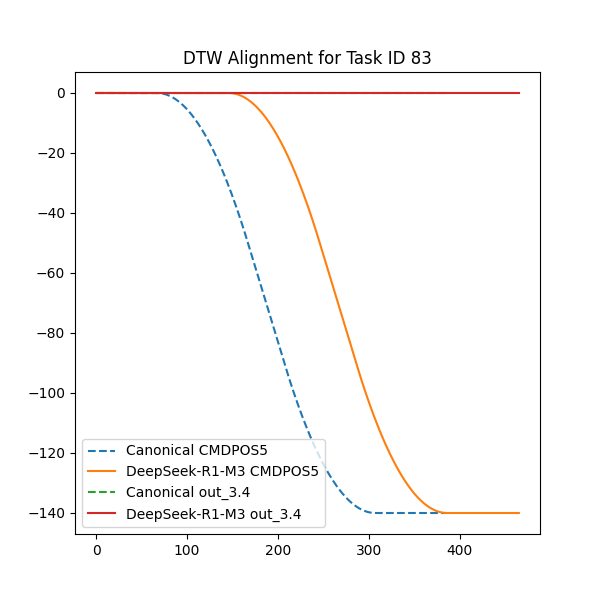 DTW Alignment for Task ID 83
0
−20
−40
−60
−80
−100
−120
−140
Canonical CMDPOS5
DeepSeek-R1-M3 CMDPOS5
Canonical out_3.4
DeepSeek-R1-M3 out_3.4
0 100 200 300 400